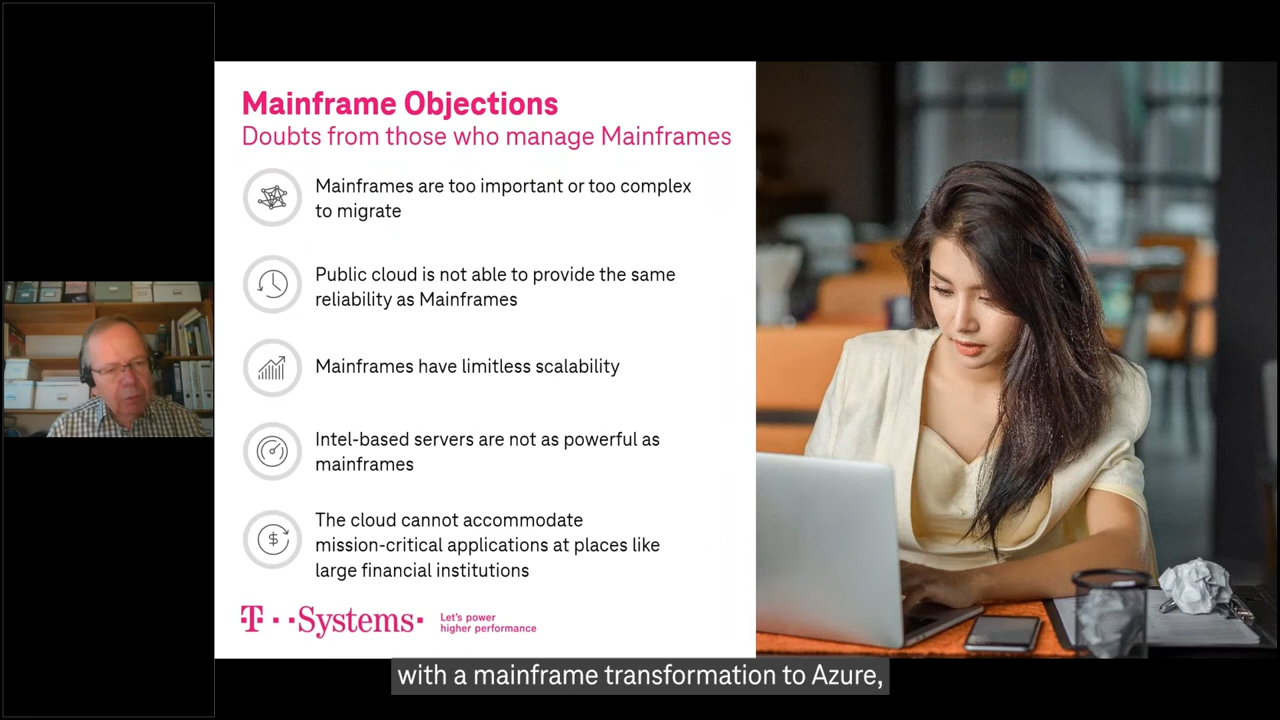 Mainframe Objections
Doubts from those who manage Mainframes
Mainframes are too important or too complex
to migrate
Public cloud is not able to provide the same
reliability as Mainframes
Mainframes have limitless scalability
Intel-based servers are not as powerful as
mainframes
The cloud cannot accommodate
mission-critical applications at places like
large financial institutions
T··Systems·
Let's power
higher performance
with a mainframe transformation to Azure,